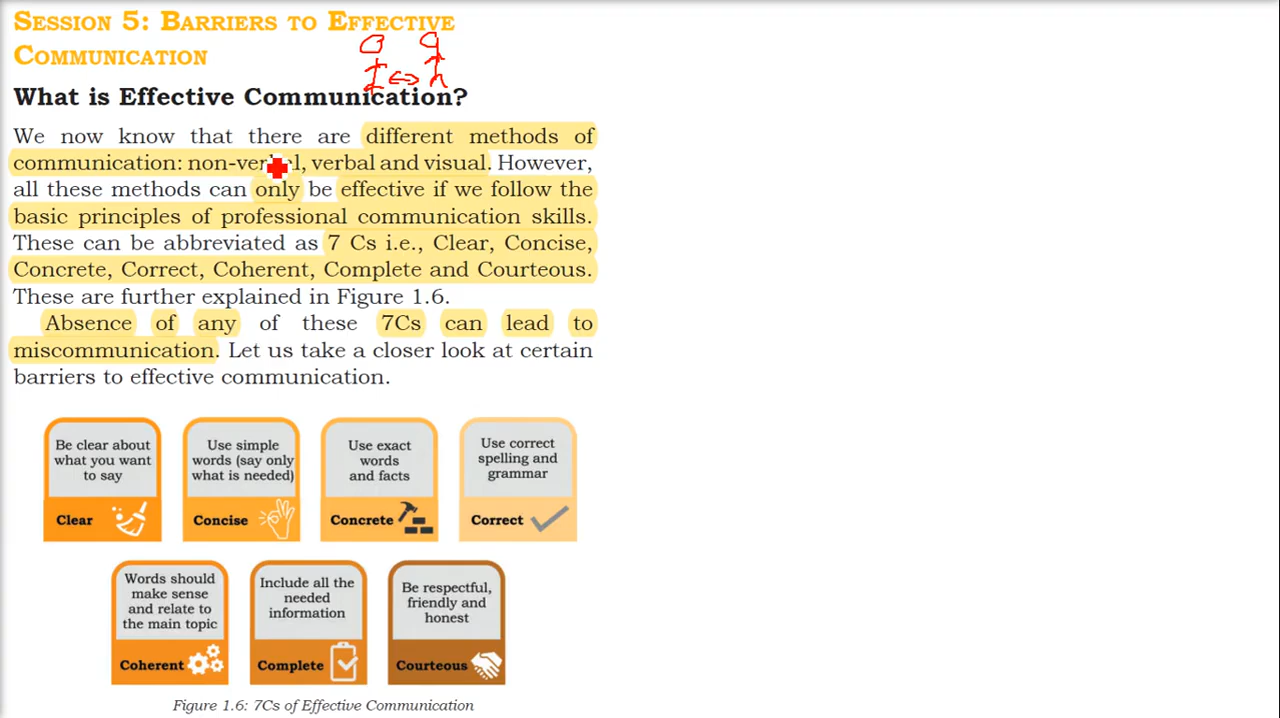 SESSION 5: BARRIERS TO EFFECTIVE
COMMUNICATION
What is Effective Communication?
We now know that there are different methods of
communication: non-verbal, verbal and visual. However,
all these methods can only be effective if we follow the
basic principles of professional communication skills.
These can be abbreviated as 7 Cs i.e., Clear, Concise,
Concrete, Correct, Coherent, Complete and Courteous.
These are further explained in Figure 1.6.
Absence of any of these 7Cs can lead to
miscommunication. Let us take a closer look at certain
barriers to effective communication.
Be clear about
what you want
to say
Clear
Use simple
words (say only
what is needed)
Concise
Use exact
words
and facts
Concrete
Use correct
spelling and
grammar
Correct
Words should
make sense
and relate to
the main topic
Coherent
Include all the
needed
information
Complete
Be respectful,
friendly and
honest
Courteous
Figure 1.6: 7Cs of Effective Communication